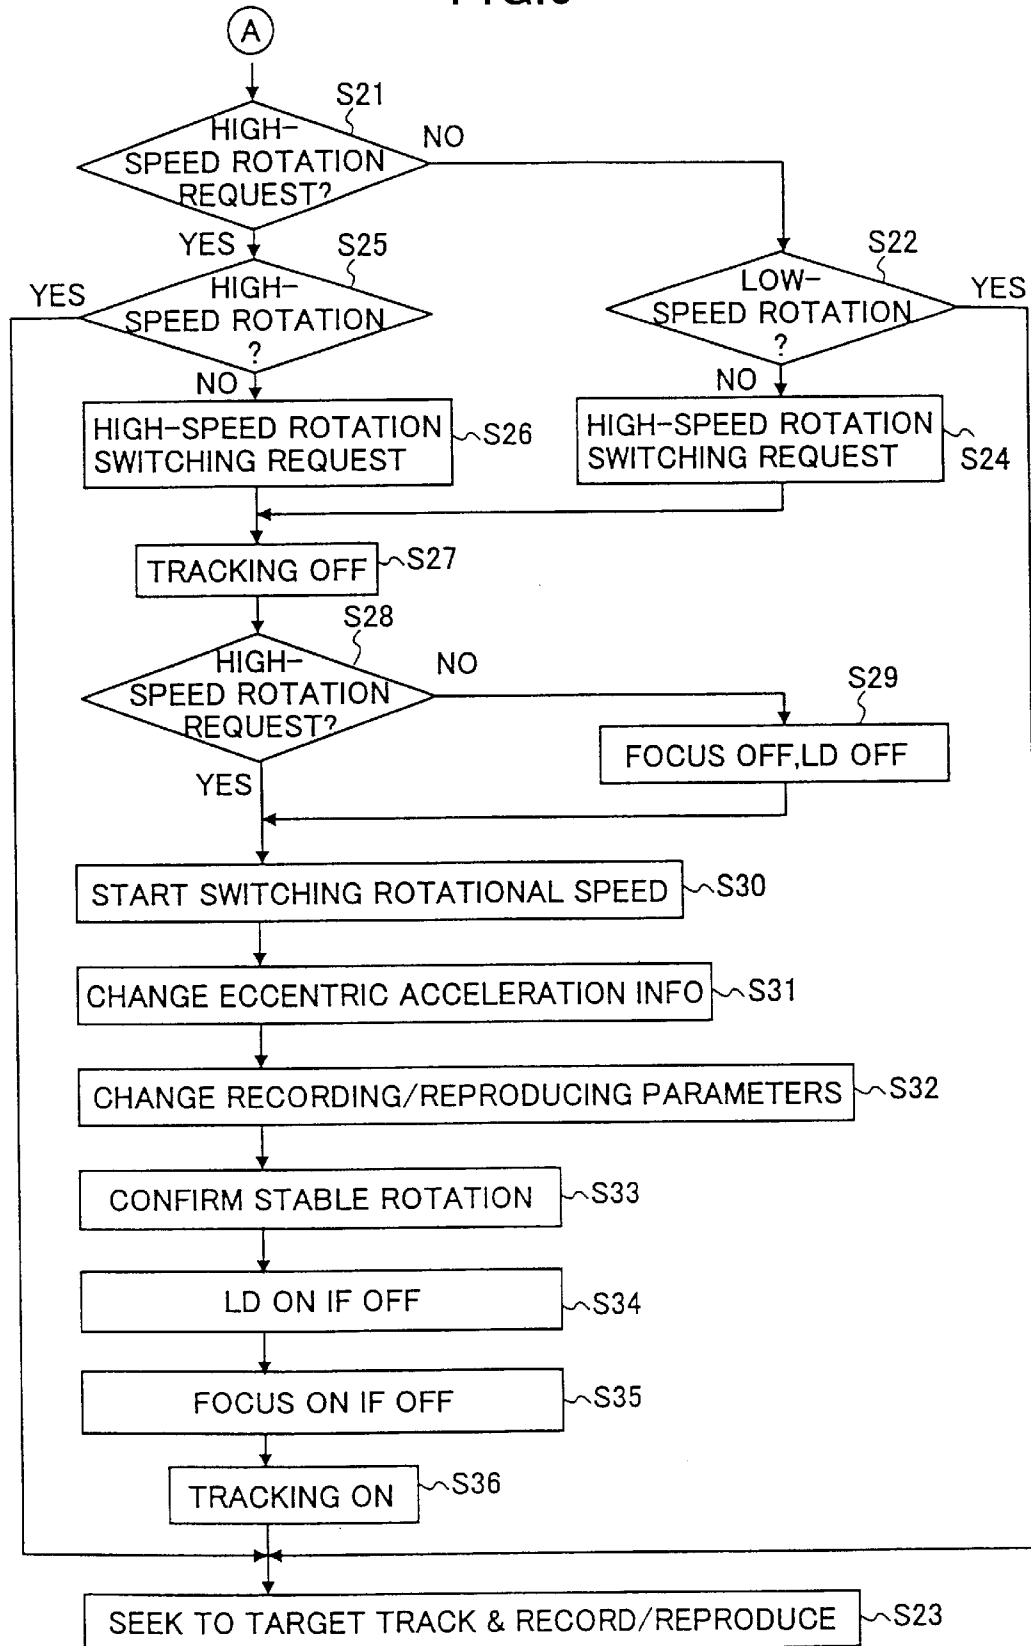 A
S21
HIGH-
SPEED ROTATION
REQUEST?
NO
YES
S25
HIGH-
SPEED ROTATION
?
YES
NO
S22
LOW-
SPEED ROTATION
?
YES
NO
HIGH-SPEED ROTATION
SWITCHING REQUEST
S26
HIGH-SPEED ROTATION
SWITCHING REQUEST
S24
TRACKING OFF
S27
S28
HIGH-
SPEED ROTATION
REQUEST?
NO
YES
S29
FOCUS OFF,LD OFF
START SWITCHING ROTATIONAL SPEED
S30
CHANGE ECCENTRIC ACCELERATION INFO
S31
CHANGE RECORDING/REPRODUCING PARAMETERS
S32
CONFIRM STABLE ROTATION
S33
LD ON IF OFF
S34
FOCUS ON IF OFF
S35
TRACKING ON
S36
SEEK TO TARGET TRACK & RECORD/REPRODUCE
S23